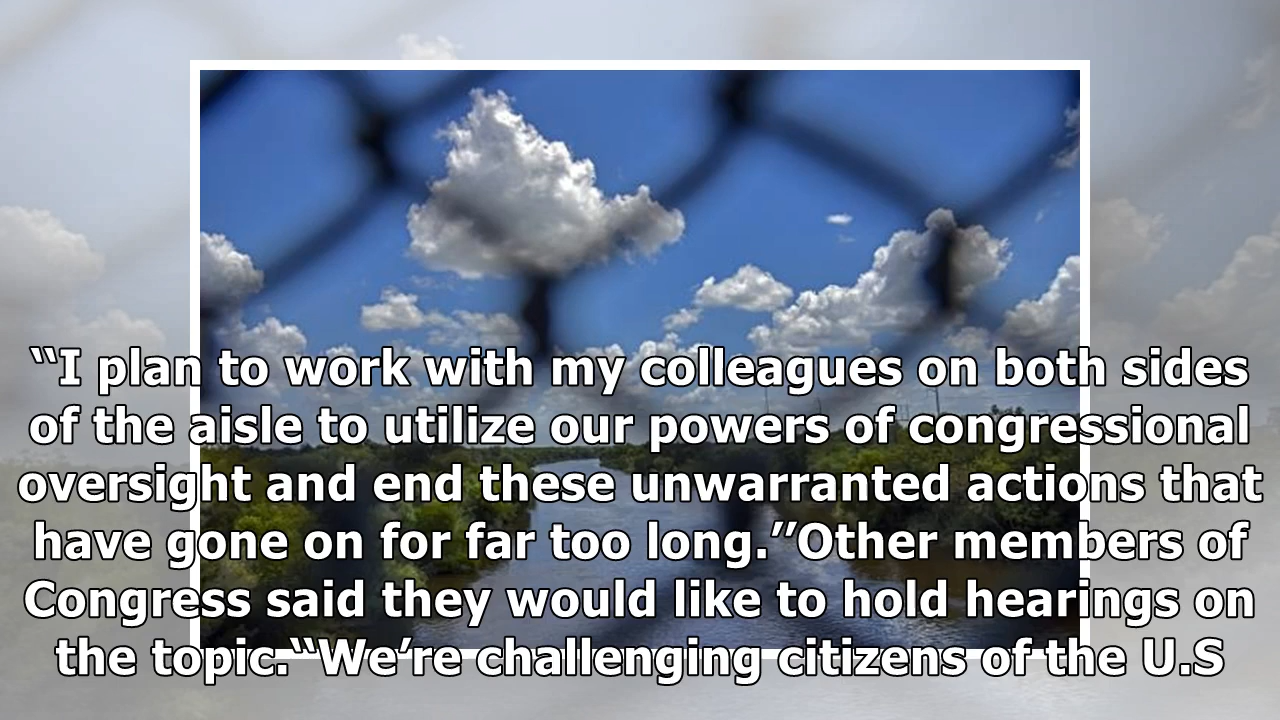 ‘‘I plan to work with my colleagues on both sides
of the aisle to utilize our powers of congressional
oversight and end these unwarranted actions that
have gone on for far too long.’’Other members of
Congress said they would like to hold hearings on
the topic.‘‘We’re challenging citizens of the U.S